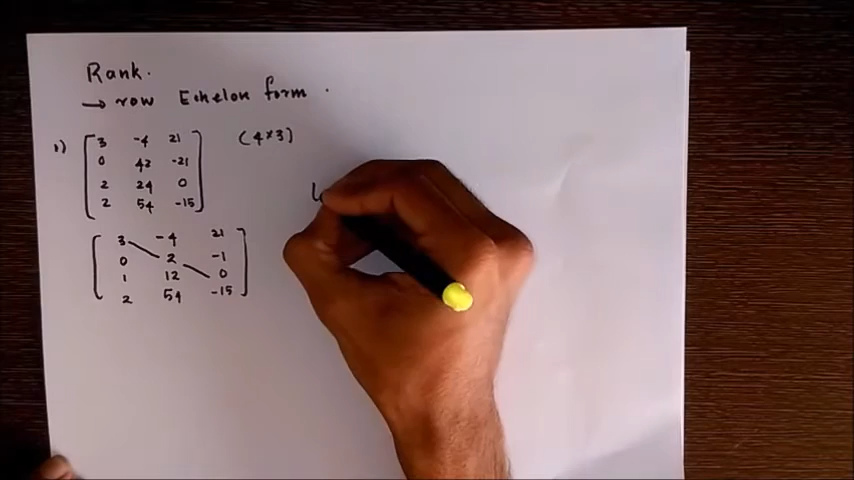 Rank.
→ row Echelon form.
1) [ 3 -4 21 ] (4×3)
0 42 -21
2 24 0
2 54 -15
[ 3 -4 21 ]
0 2 -1
1 12 0
2 54 -15